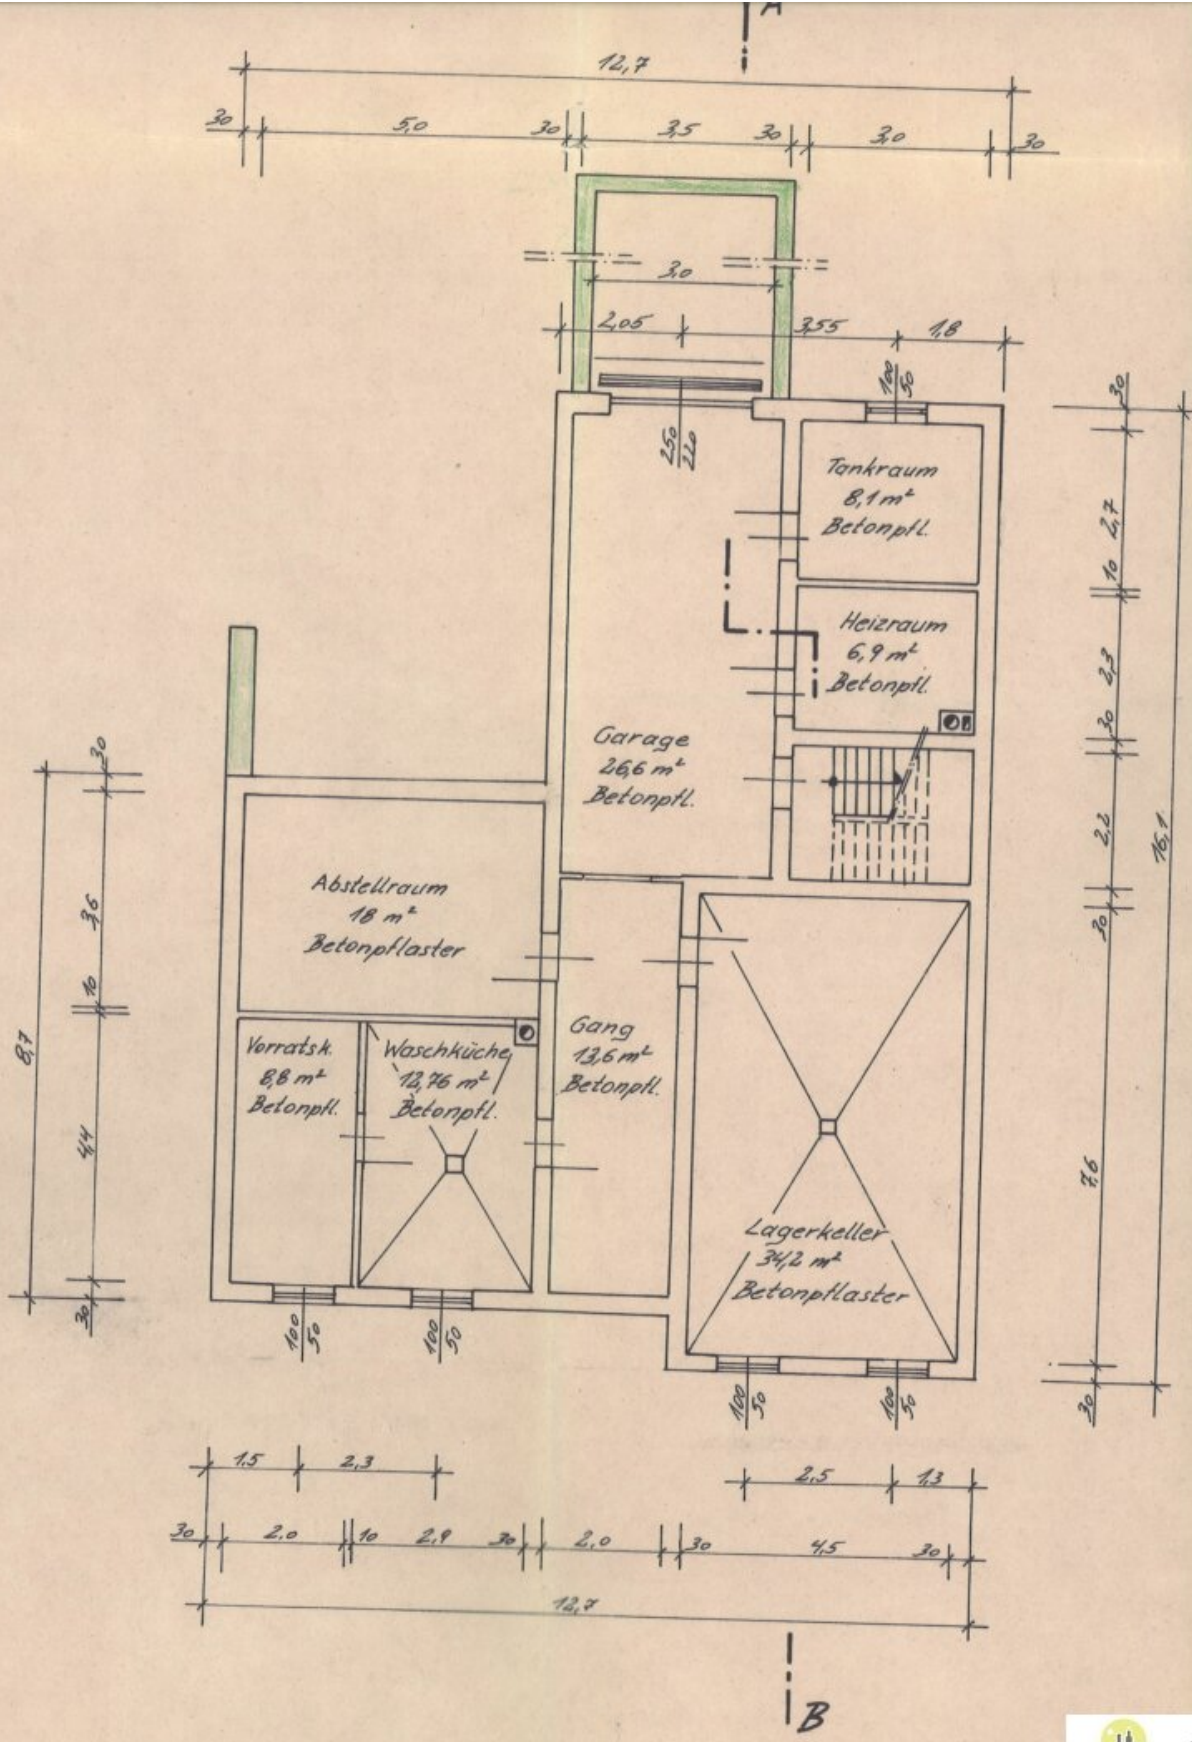 A
12,7
30 5,0 30 3,5 30 3,0 30
3,0
2,05 3,55 1,8
100
50
30
250
220
Tankraum
8,1 m²
Betonpfl.
2,7
10
Heizraum
6,9 m²
Betonpfl.
2,3
30
Garage
26,6 m²
Betonpfl.
30
2,2
16,1
Abstellraum
18 m²
Betonpflaster
3,6
30
10
8,7
Gang
13,6 m²
Betonpfl.
Vorratsk.
8,8 m²
Betonpfl.
Waschküche
12,76 m²
Betonpfl.
4,4
7,6
Lagerkeller
34,2 m²
Betonpflaster
30
100
50
100
50
100
50
100
50
30
1,5 2,3
2,5 1,3
30 2,0 10 2,9 30 2,0 30 4,5 30
12,7
B